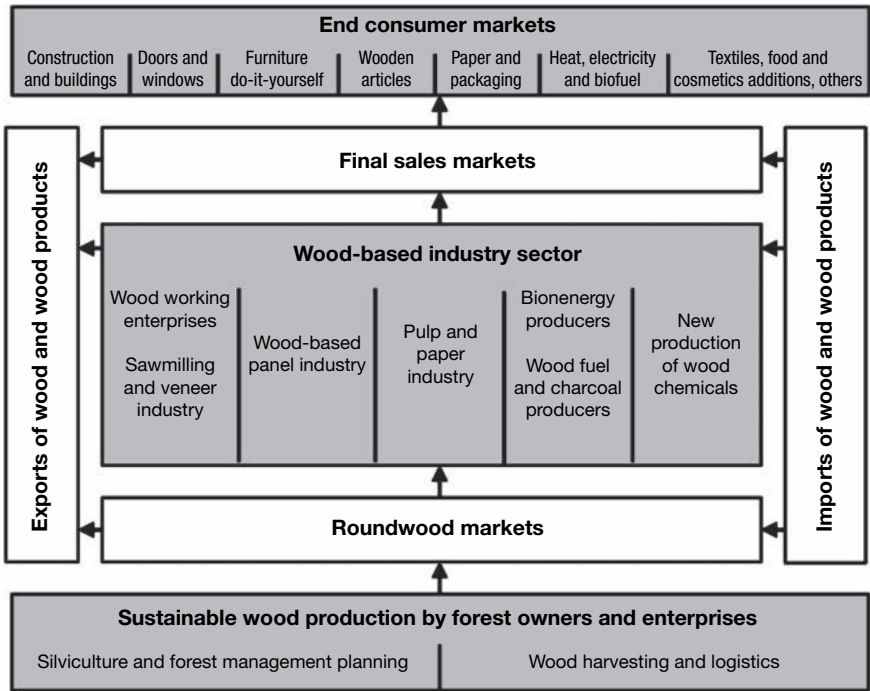 End consumer markets
Construction
and buildings
Doors and
windows
Furniture
do-it-yourself
Wooden
articles
Paper and
packaging
Heat, electricity
and biofuel
Textiles, food and
cosmetics additions, others
Exports of wood and wood products
Final sales markets
Imports of wood and wood products
Wood-based industry sector
Wood working
enterprises
Sawmilling
and veneer
industry
Wood-based
panel industry
Pulp and
paper
industry
Bionenergy
producers
Wood fuel
and charcoal
producers
New
production
of wood
chemicals
Roundwood markets
Sustainable wood production by forest owners and enterprises
Silviculture and forest management planning
Wood harvesting and logistics